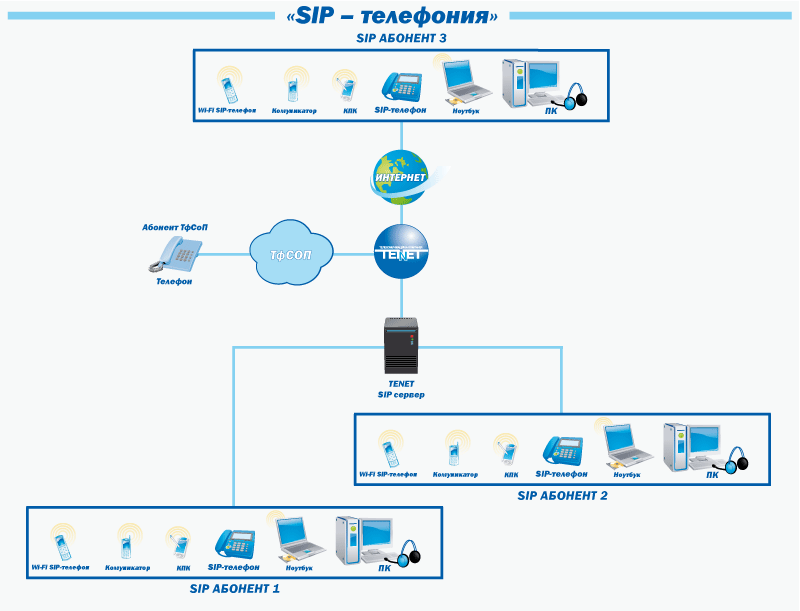 «SIP – телефония»
SIP АБОНЕНТ 3
Wi-Fi SIP-телефон
Коммуникатор
КПК
SIP-телефон
Ноутбук
ПК
ИНТЕРНЕТ
Абонент ТфСоП
ТфСОП
ТЕЛЕКОММУНИКАЦИОННАЯ КОМПАНИЯ
TENET
Телефон
TENET
SIP сервер
Wi-Fi SIP-телефон
Коммуникатор
КПК
SIP-телефон
Ноутбук
ПК
SIP АБОНЕНТ 2
Wi-Fi SIP-телефон
Коммуникатор
КПК
SIP-телефон
Ноутбук
ПК
SIP АБОНЕНТ 1